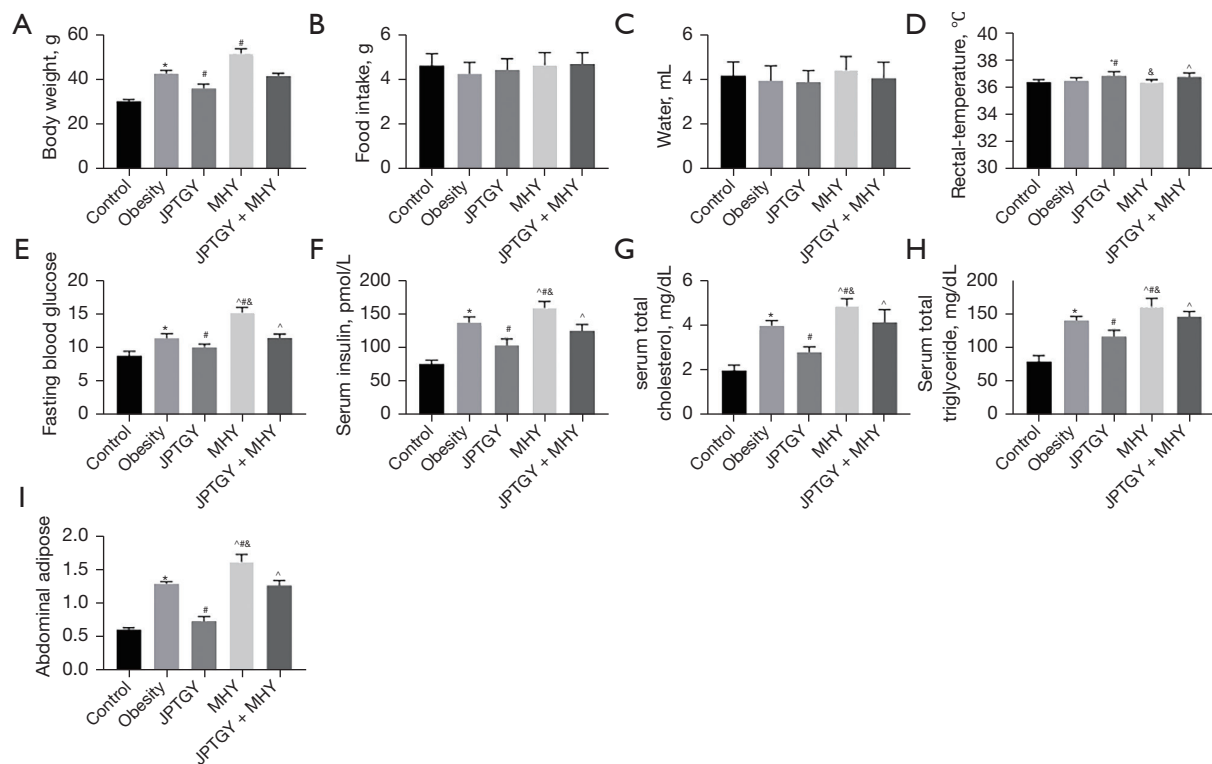 A
Body weight, g
60
40
20
0
*
#
#
Control
Obesity
JPTGY
MHY
JPTGY + MHY
B
Food intake, g
6
4
2
0
Control
Obesity
JPTGY
MHY
JPTGY + MHY
C
Water, mL
6
4
2
0
Control
Obesity
JPTGY
MHY
JPTGY + MHY
D
Rectal-temperature, °C
40
38
36
34
32
30
*#
&
^
Control
Obesity
JPTGY
MHY
JPTGY + MHY
E
Fasting blood glucose
20
15
10
5
0
*
#
^#&
^
Control
Obesity
JPTGY
MHY
JPTGY + MHY
F
Serum insulin, pmol/L
200
150
100
50
0
*
#
^#&
^
Control
Obesity
JPTGY
MHY
JPTGY + MHY
G
serum total
cholesterol, mg/dL
6
4
2
0
*
#
^#&
^
Control
Obesity
JPTGY
MHY
JPTGY + MHY
H
Serum total
triglyceride, mg/dL
200
150
100
50
0
*
#
^#&
^
Control
Obesity
JPTGY
MHY
JPTGY + MHY
I
Abdominal adipose
2.0
1.5
1.0
0.5
0.0
*
#
^#&
^
Control
Obesity
JPTGY
MHY
JPTGY + MHY